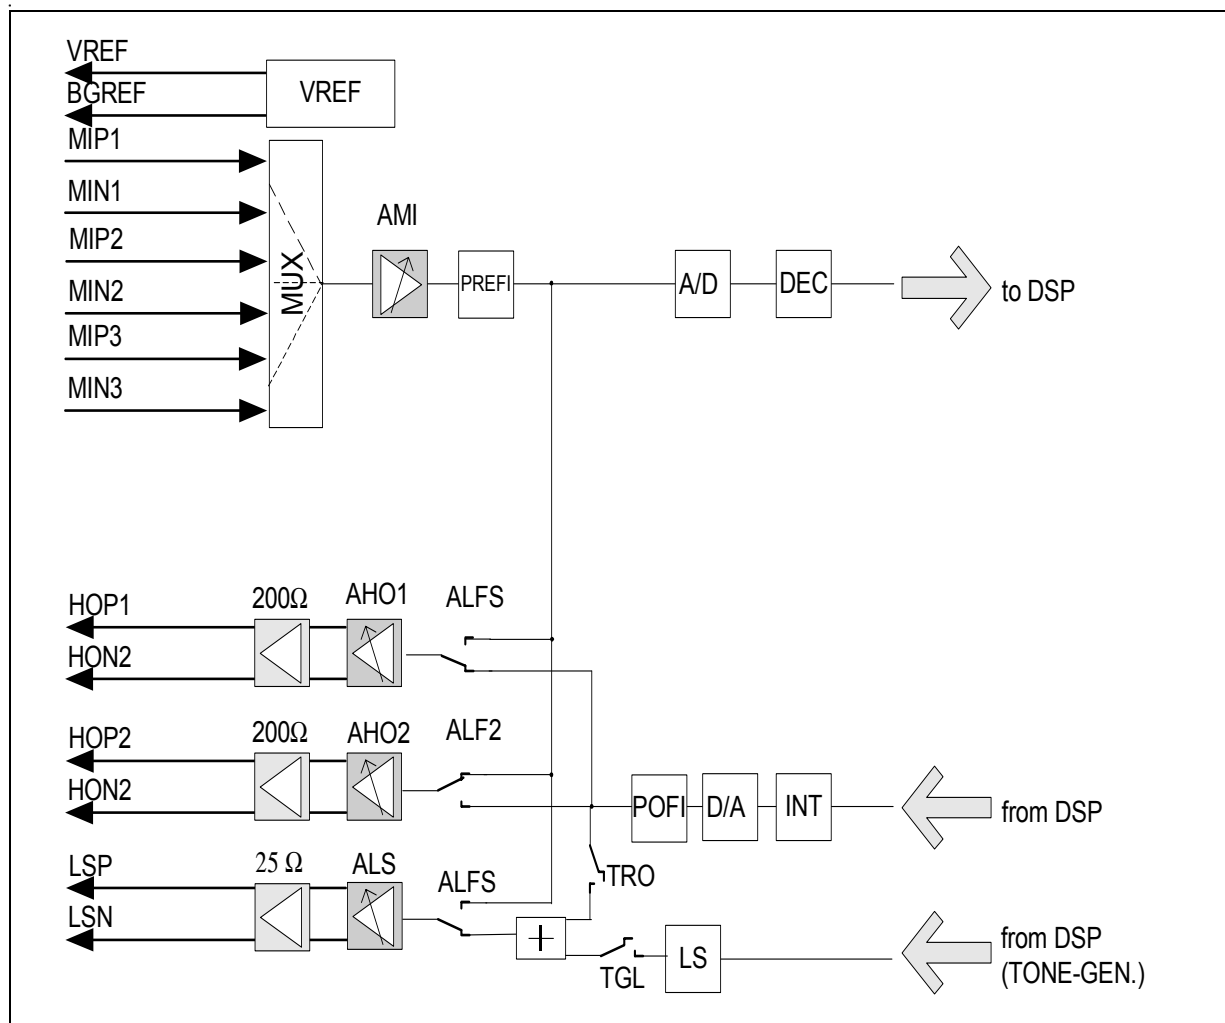 VREF
BGREF
VREF
MIP1
MIN1
MIP2
MIN2
MIP3
MIN3
MUX
AMI
PREFI
A/D
DEC
to DSP
HOP1
HON2
200Ω
AHO1
ALFS
HOP2
HON2
200Ω
AHO2
ALF2
POFI
D/A
INT
from DSP
TRO
LSP
LSN
25 Ω
ALS
ALFS
+
TGL
LS
from DSP
(TONE-GEN.)